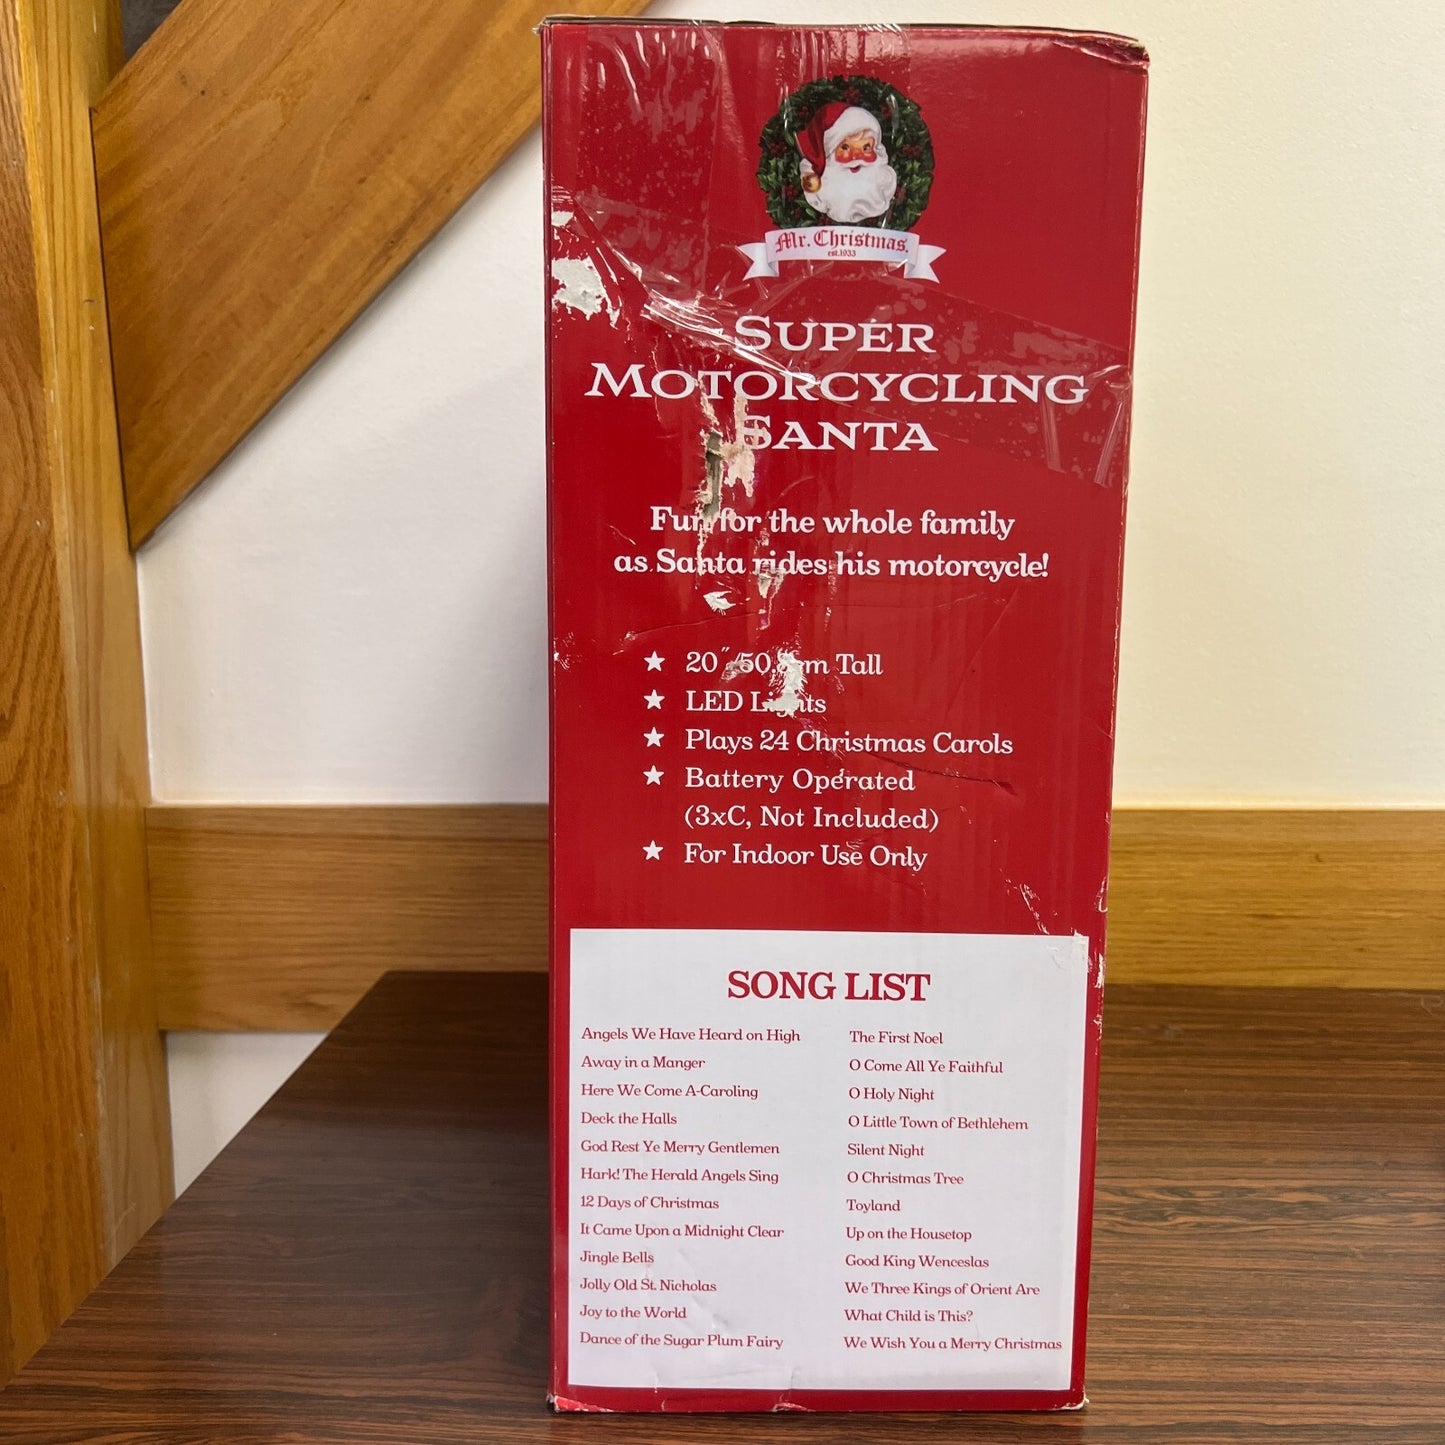 Mr. Christmas.
est.1933
SUPER
MOTORCYCLING
SANTA
Fun for the whole family
as Santa rides his motorcycle!
★ 20″ 50.8cm Tall
★ LED Lights
★ Plays 24 Christmas Carols
★ Battery Operated
(3xC, Not Included)
★ For Indoor Use Only
SONG LIST
Angels We Have Heard on High
Away in a Manger
Here We Come A-Caroling
Deck the Halls
God Rest Ye Merry Gentlemen
Hark! The Herald Angels Sing
12 Days of Christmas
It Came Upon a Midnight Clear
Jingle Bells
Jolly Old St. Nicholas
Joy to the World
Dance of the Sugar Plum Fairy
The First Noel
O Come All Ye Faithful
O Holy Night
O Little Town of Bethlehem
Silent Night
O Christmas Tree
Toyland
Up on the Housetop
Good King Wenceslas
We Three Kings of Orient Are
What Child is This?
We Wish You a Merry Christmas